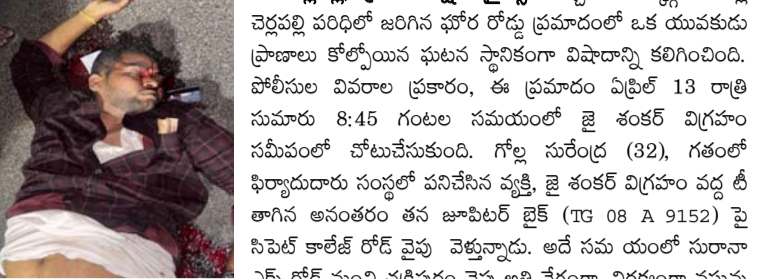 చెర్లపల్లి పరిధిలో జరిగిన ఘోర రోడ్డు ప్రమాదంలో ఒక యువకుడు
ప్రాణాలు కోల్పోయిన ఘటన స్థానికంగా విషాదాన్ని కలిగించింది.
పోలీసుల వివరాల ప్రకారం, ఈ ప్రమాదం ఏప్రిల్ 13 రాత్రి
సుమారు 8:45 గంటల సమయంలో జై శంకర్ విగ్రహం
సమీపంలో చోటుచేసుకుంది. గోల్ల సురేంద్ర (32), గతంలో
ఫిర్యాదుదారు సంస్థలో పనిచేసిన వ్యక్తి, జై శంకర్ విగ్రహం వద్ద టీ
తాగిన అనంతరం తన జూపిటర్ బైక్ (TG 08 A 9152) పై
సిపెట్ కాలేజ్ రోడ్ వైపు వెళ్తున్నాడు. అదే సమ యంలో సురానా